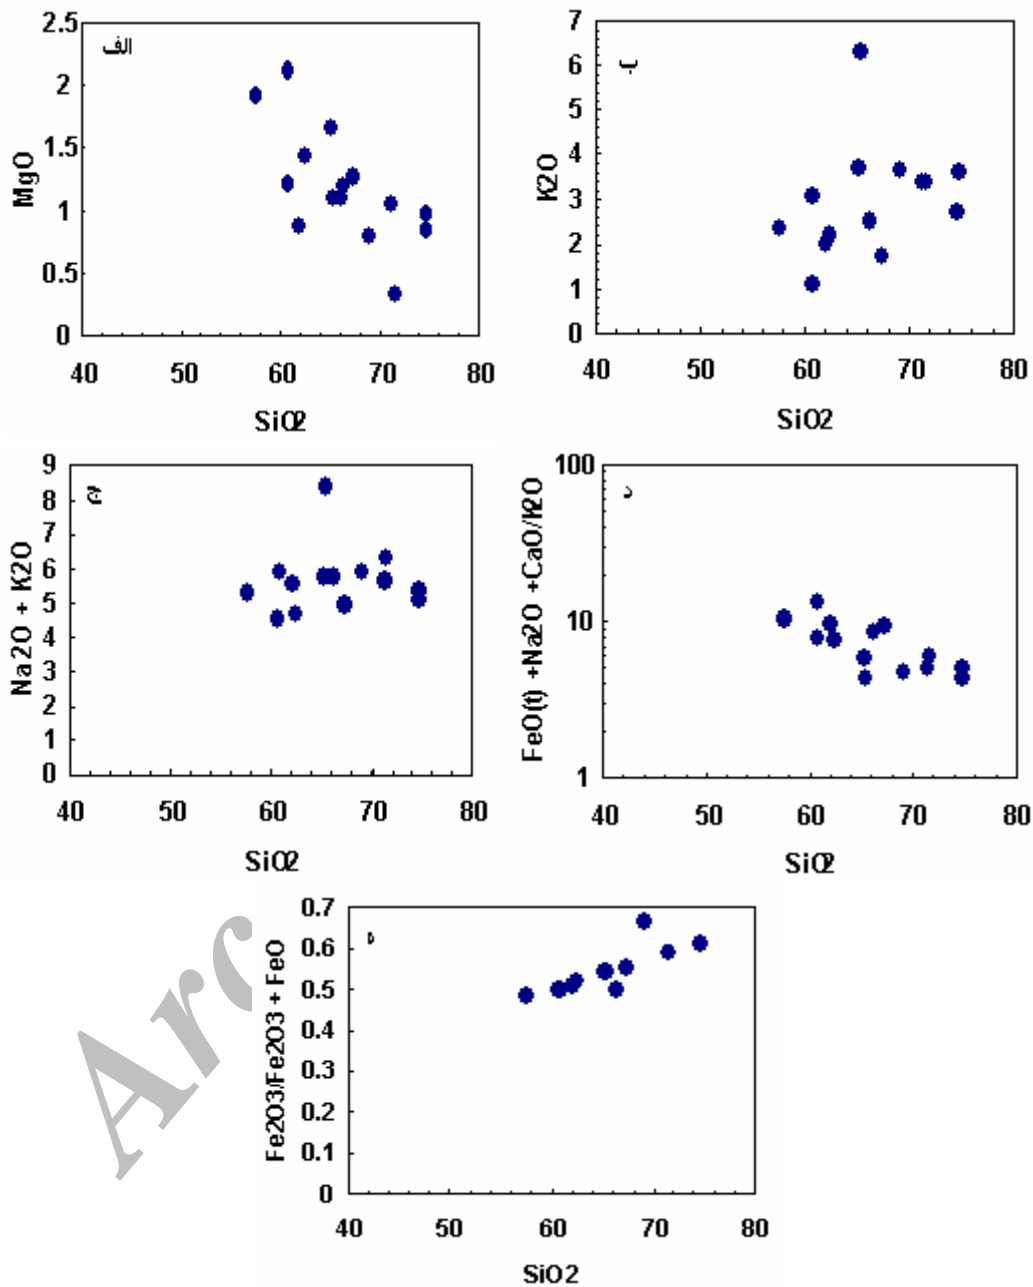 الف
2.5
2
1.5
1
0.5
0
MgO
40 50 60 70 80
SiO2
ب
7
6
5
4
3
2
1
0
K2O
40 50 60 70 80
SiO2
ج
9
8
7
6
5
4
3
2
1
0
Na2O + K2O
40 50 60 70 80
SiO2
د
100
10
1
FeO(t) +Na2O +CaO/K2O
40 50 60 70 80
SiO2
ه
0.7
0.6
0.5
0.4
0.3
0.2
0.1
0
Fe2O3/Fe2O3 + FeO
40 50 60 70 80
SiO2
Arc